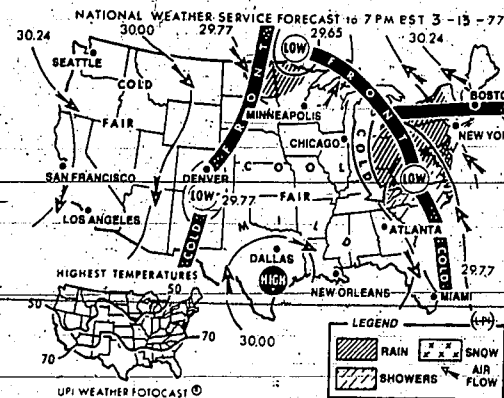 NATIONAL WEATHER SERVICE FORECAST to 7 PM EST 3-13-77
30.24
30.00
29.77
29.65
30.24
SEATTLE
COLD
FAIR
LOW
FRONT
FRONT
BOSTON
MINNEAPOLIS
NEW YORK
CHICAGO
SAN FRANCISCO
DENVER
COOL
COLD
LOW
29.77
FAIR
LOW
LOS ANGELES
MILD
ATLANTA
COLD
DALLAS
HIGH
NEW ORLEANS
COLD
29.77
MIAMI
30.00
HIGHEST TEMPERATURES
50
50
70
70
LEGEND
RAIN
SNOW
SHOWERS
AIR FLOW
UPI WEATHER FOTOCAST ®